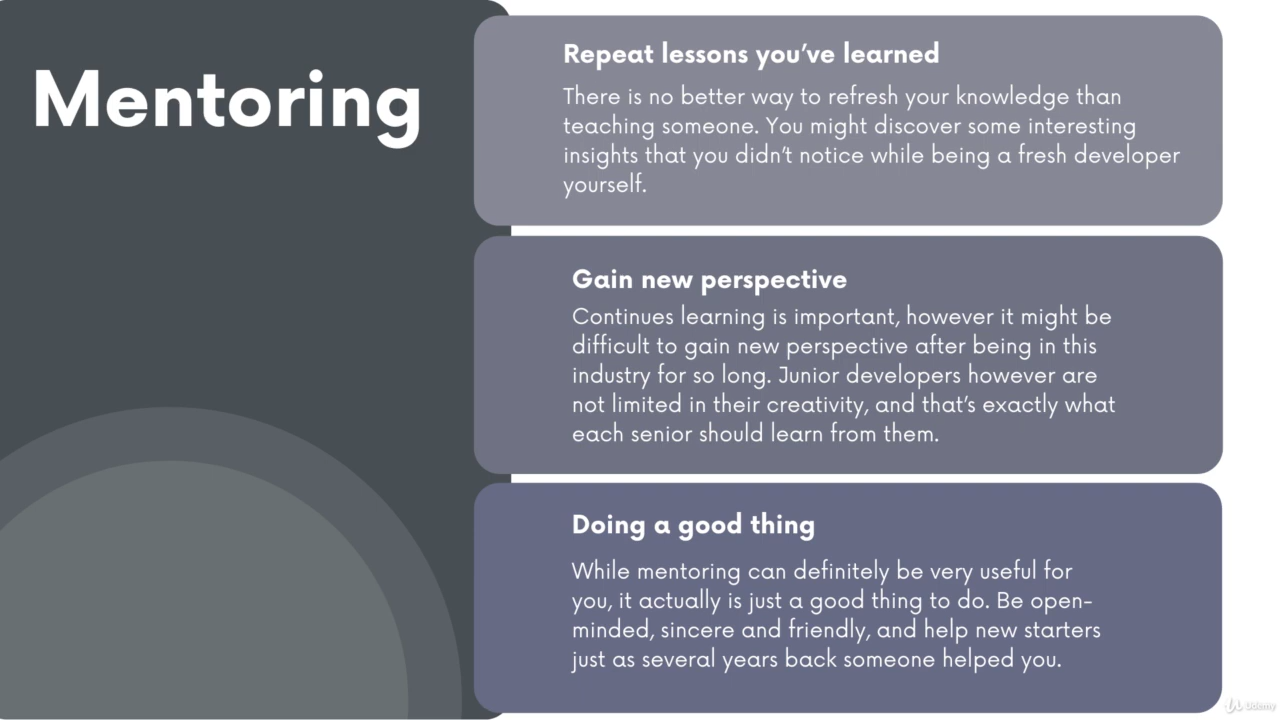 Mentoring
Repeat lessons you've learned
There is no better way to refresh your knowledge than
teaching someone. You might discover some interesting
insights that you didn't notice while being a fresh developer
yourself.
Gain new perspective
Continues learning is important, however it might be
difficult to gain new perspective after being in this
industry for so long. Junior developers however are
not limited in their creativity, and that's exactly what
each senior should learn from them.
Doing a good thing
While mentoring can definitely be very useful for
you, it actually is just a good thing to do. Be open-
minded, sincere and friendly, and help new starters
just as several years back someone helped you.
Udemy